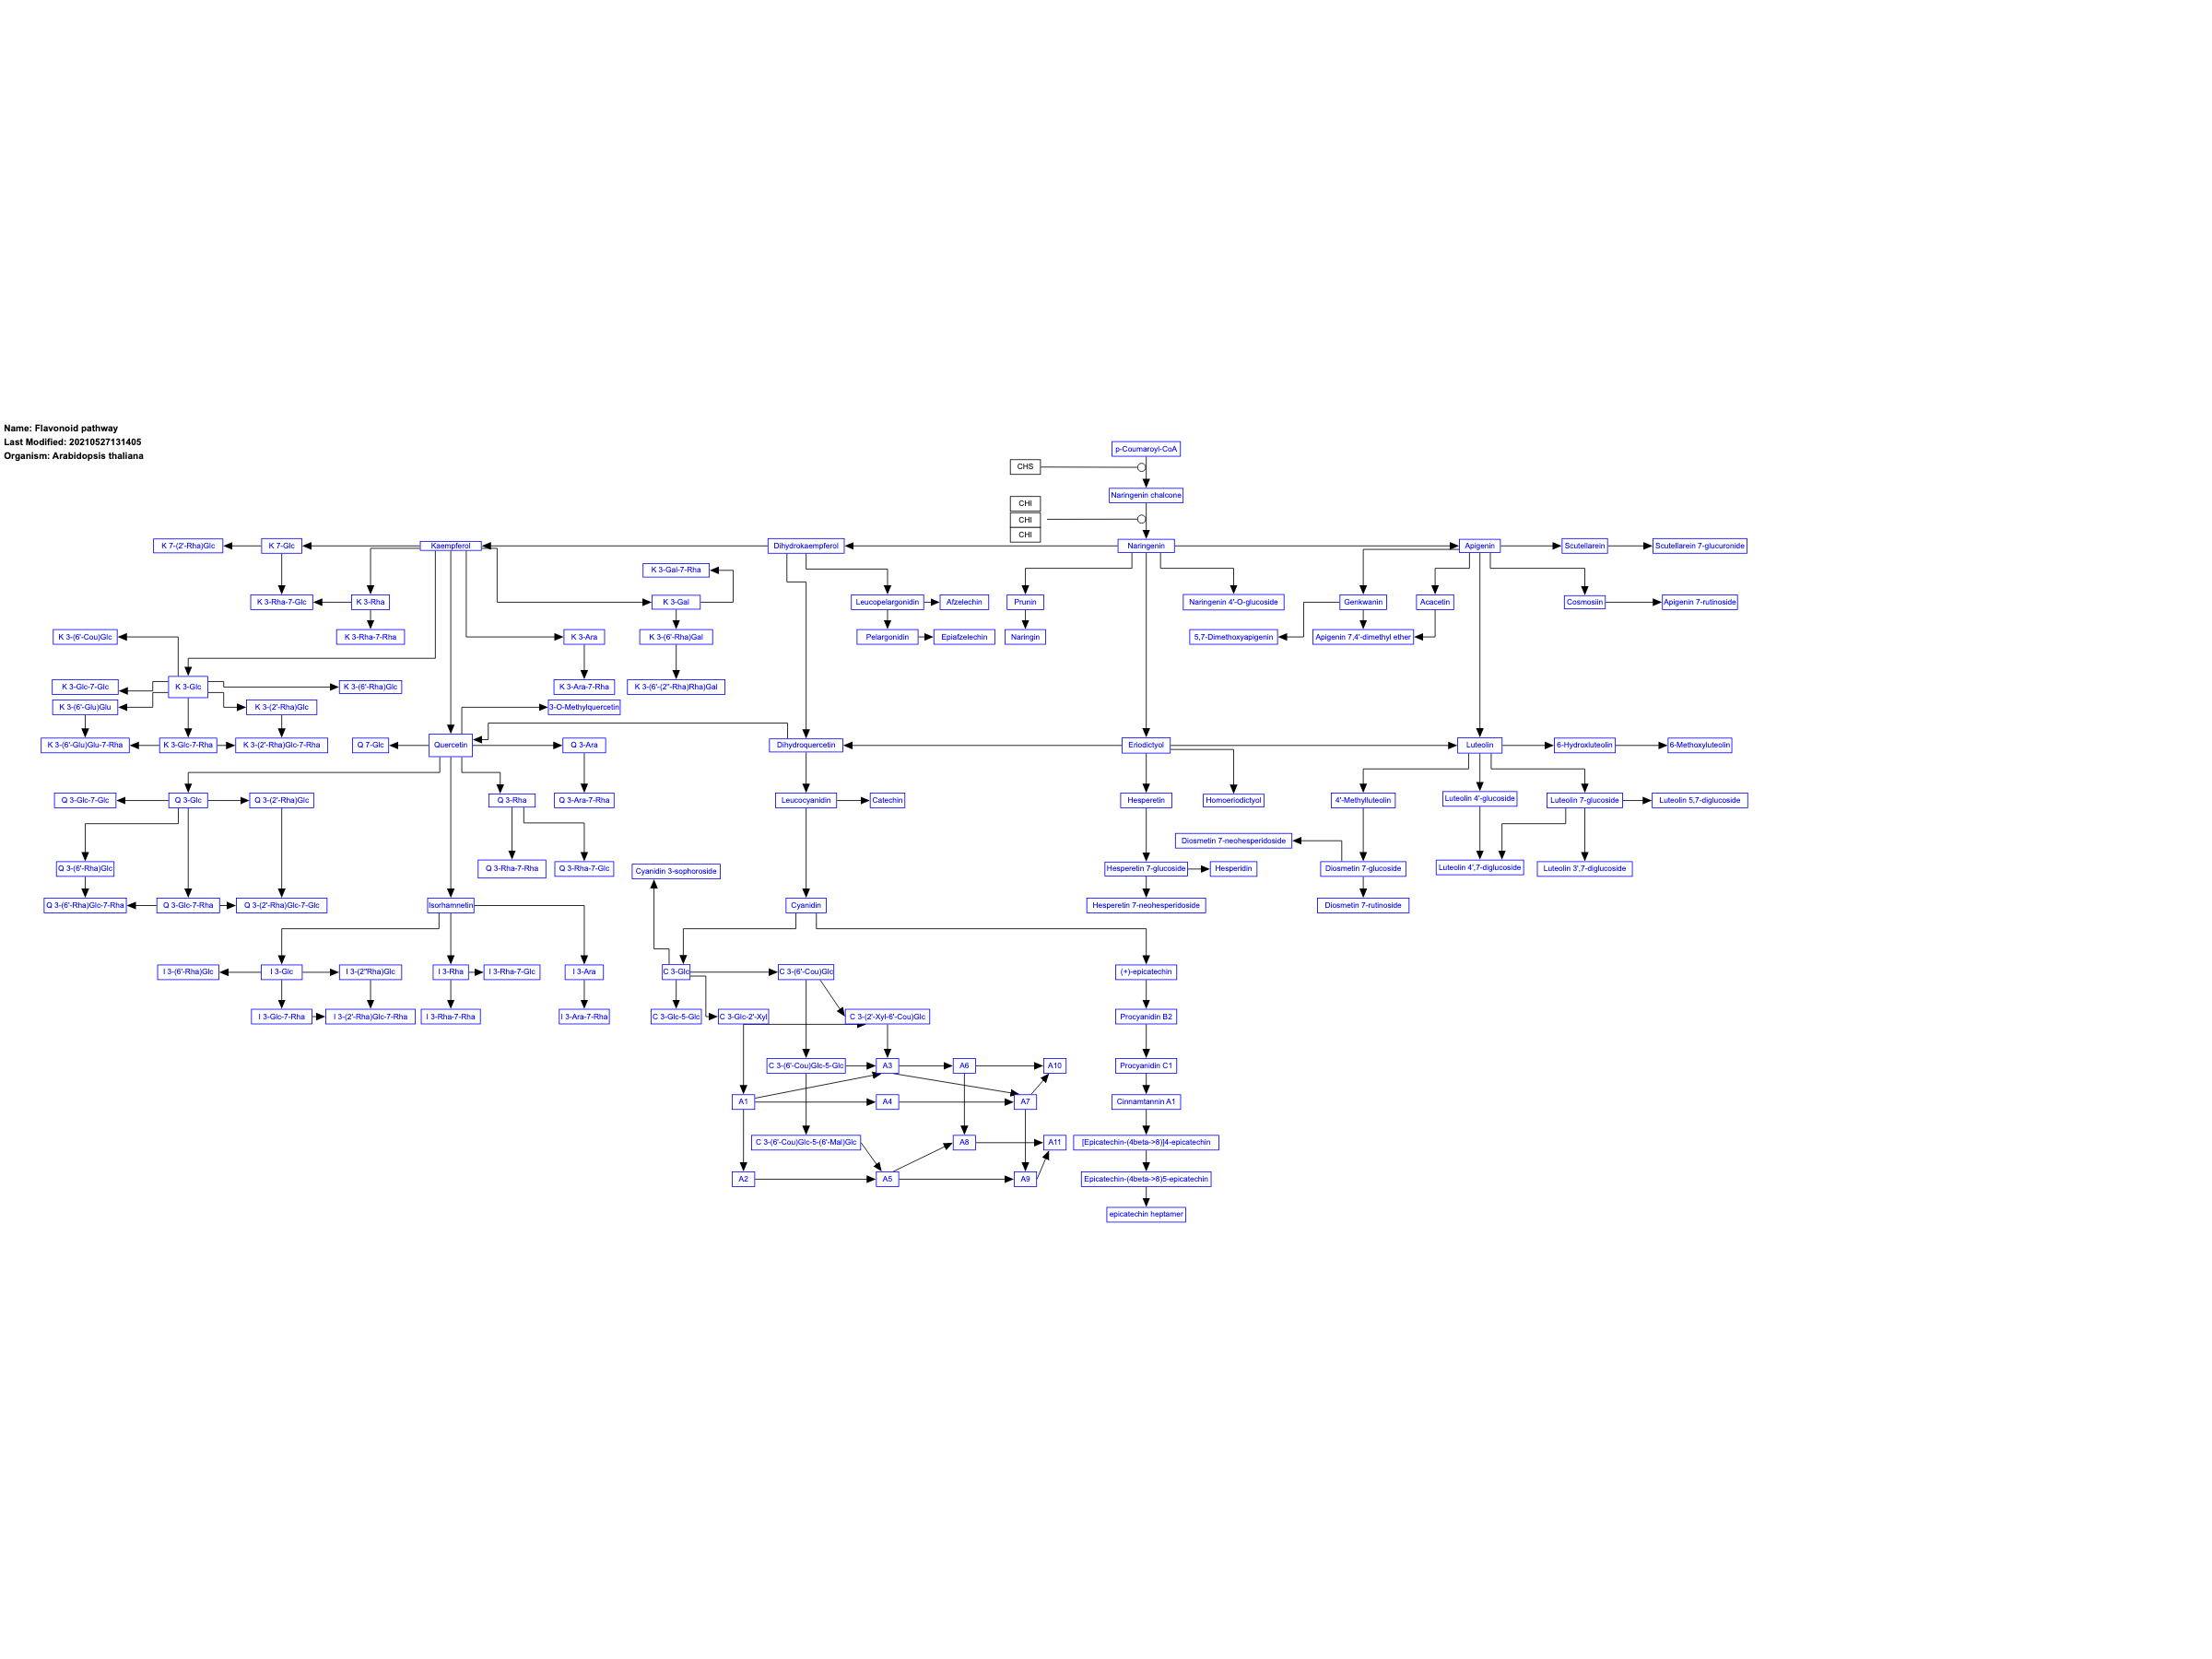 Name: Flavonoid pathway
Last Modified: 20210527131405
Organism: Arabidopsis thaliana
p-Coumaroyl-CoA
CHS
Naringenin chalcone
CHI
CHI
CHI
K 7-(2'-Rha)Glc
K 7-Glc
Kaempferol
Dihydrokaempferol
Naringenin
Apigenin
Scutellarein
Scutellarein 7-glucuronide
K 3-Gal-7-Rha
K 3-Rha-7-Glc
K 3-Rha
K 3-Gal
Leucopelargonidin
Afzelechin
Prunin
Naringenin 4'-O-glucoside
Genkwanin
Acacetin
Cosmosiin
Apigenin 7-rutinoside
K 3-(6'-Cou)Glc
K 3-Rha-7-Rha
K 3-Ara
K 3-(6'-Rha)Gal
Pelargonidin
Epiafzelechin
Naringin
5,7-Dimethoxyapigenin
Apigenin 7,4'-dimethyl ether
K 3-Glc-7-Glc
K 3-Glc
K 3-(6'-Rha)Glc
K 3-Ara-7-Rha
K 3-(6'-(2"-Rha)Rha)Gal
K 3-(6'-Glu)Glu
K 3-(2'-Rha)Glc
3-O-Methylquercetin
K 3-(6'-Glu)Glu-7-Rha
K 3-Glc-7-Rha
K 3-(2'-Rha)Glc-7-Rha
Q 7-Glc
Quercetin
Q 3-Ara
Dihydroquercetin
Eriodictyol
Luteolin
6-Hydroxluteolin
6-Methoxyluteolin
Q 3-Glc-7-Glc
Q 3-Glc
Q 3-(2'-Rha)Glc
Q 3-Rha
Q 3-Ara-7-Rha
Leucocyanidin
Catechin
Hesperetin
Homoeriodictyol
4'-Methylluteolin
Luteolin 4'-glucoside
Luteolin 7-glucoside
Luteolin 5,7-diglucoside
Diosmetin 7-neohesperidoside
Q 3-(6'-Rha)Glc
Q 3-Rha-7-Rha
Q 3-Rha-7-Glc
Cyanidin 3-sophoroside
Hesperetin 7-glucoside
Hesperidin
Diosmetin 7-glucoside
Luteolin 4',7-diglucoside
Luteolin 3',7-diglucoside
Q 3-(6'-Rha)Glc-7-Rha
Q 3-Glc-7-Rha
Q 3-(2'-Rha)Glc-7-Glc
Isorhamnetin
Cyanidin
Hesperetin 7-neohesperidoside
Diosmetin 7-rutinoside
I 3-(6'-Rha)Glc
I 3-Glc
I 3-(2"Rha)Glc
I 3-Rha
I 3-Rha-7-Glc
I 3-Ara
C 3-Glc
C 3-(6'-Cou)Glc
(+)-epicatechin
I 3-Glc-7-Rha
I 3-(2'-Rha)Glc-7-Rha
I 3-Rha-7-Rha
I 3-Ara-7-Rha
C 3-Glc-5-Glc
C 3-Glc-2'-Xyl
C 3-(2'-Xyl-6'-Cou)Glc
Procyanidin B2
C 3-(6'-Cou)Glc-5-Glc
A3
A6
A10
Procyanidin C1
A1
A4
A7
Cinnamtannin A1
C 3-(6'-Cou)Glc-5-(6'-Mal)Glc
A8
A11
[Epicatechin-(4beta->8)]4-epicatechin
A2
A5
A9
Epicatechin-(4beta->8)5-epicatechin
epicatechin heptamer